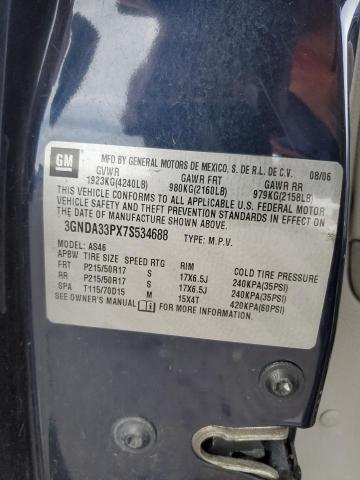 GM
MFD BY GENERAL MOTORS DE MEXICO, S. DE R.L. DE C.V. 08/06
GVWR GAWR FRT GAWR RR
1923KG(4240LB) 980KG(2160LB) 979KG(2158LB)
THIS VEHICLE CONFORMS TO ALL APPLICABLE U.S. FEDERAL MOTOR
VEHICLE SAFETY AND THEFT PREVENTION STANDARDS IN
EFFECT ON THE DATE OF MANUFACTURE SHOWN ABOVE.
3GNDA33PX7S534688 TYPE: M.P.V.
MODEL: AS46
APBW TIRE SIZE SPEED RTG RIM COLD TIRE PRESSURE
FRT P215/50R17 S 17X6.5J 240KPA(35PSI)
RR P215/50R17 S 17X6.5J 240KPA(35PSI)
SPA T115/70D15 M 15X4T 420KPA(60PSI)
SEE OWNER'S MANUAL FOR MORE INFORMATION